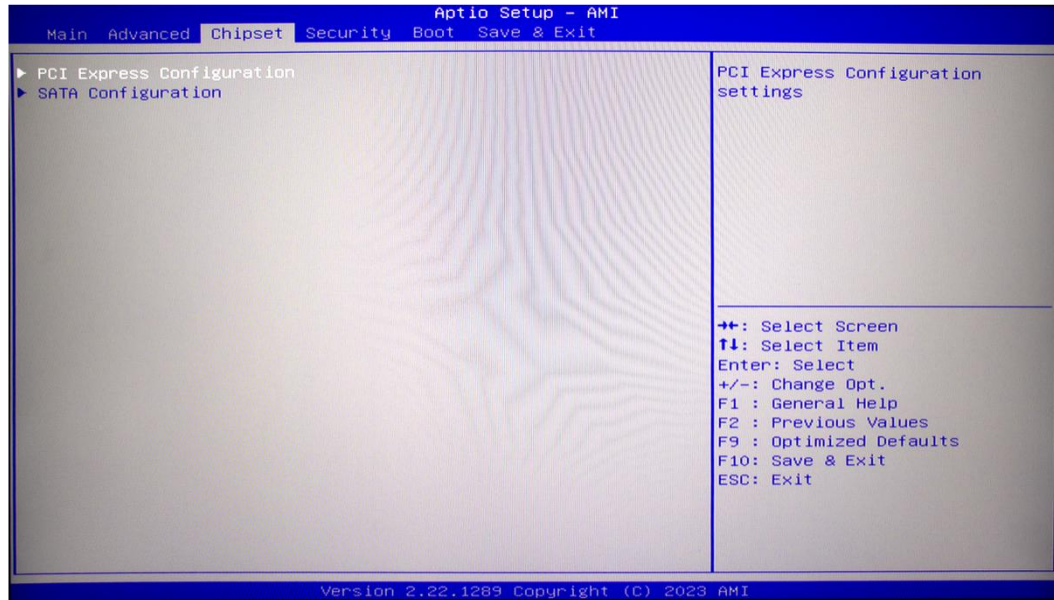 Aptio Setup – AMI
Main Advanced Chipset Security Boot Save & Exit
► PCI Express Configuration
► SATA Configuration
PCI Express Configuration
settings
→←: Select Screen
↑↓: Select Item
Enter: Select
+/-: Change Opt.
F1 : General Help
F2 : Previous Values
F9 : Optimized Defaults
F10: Save & Exit
ESC: Exit
Version 2.22.1289 Copyright (C) 2023 AMI